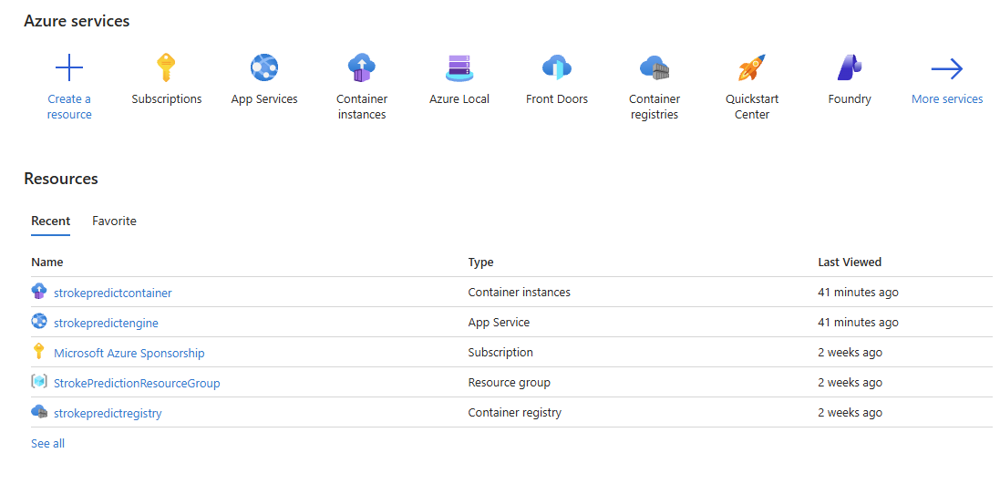 Azure services
Create a
resource
Subscriptions
App Services
Container
instances
Azure Local
Front Doors
Container
registries
Quickstart
Center
Foundry
More services
Resources
Recent Favorite
Name Type Last Viewed
strokepredictcontainer Container instances 41 minutes ago
strokepredictengine App Service 41 minutes ago
Microsoft Azure Sponsorship Subscription 2 weeks ago
StrokePredictionResourceGroup Resource group 2 weeks ago
strokepredictregistry Container registry 2 weeks ago
See all